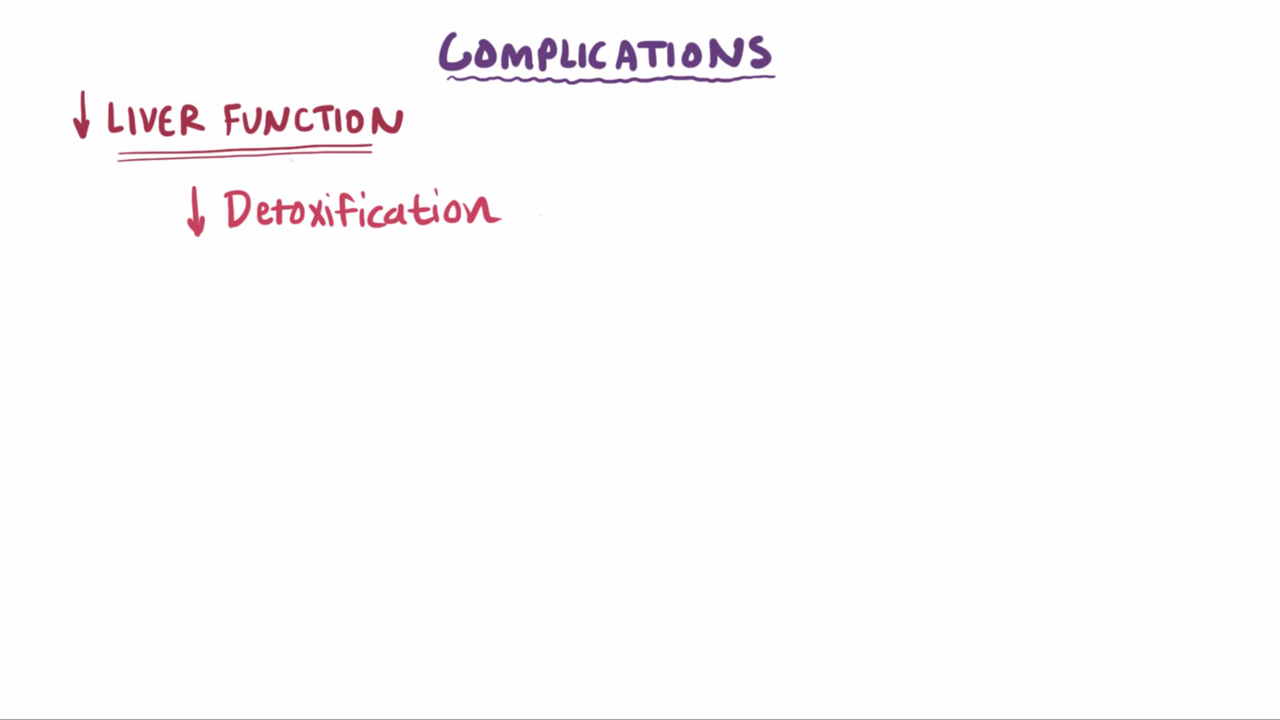 COMPLICATIONS
↓ LIVER FUNCTION
↓ Detoxification